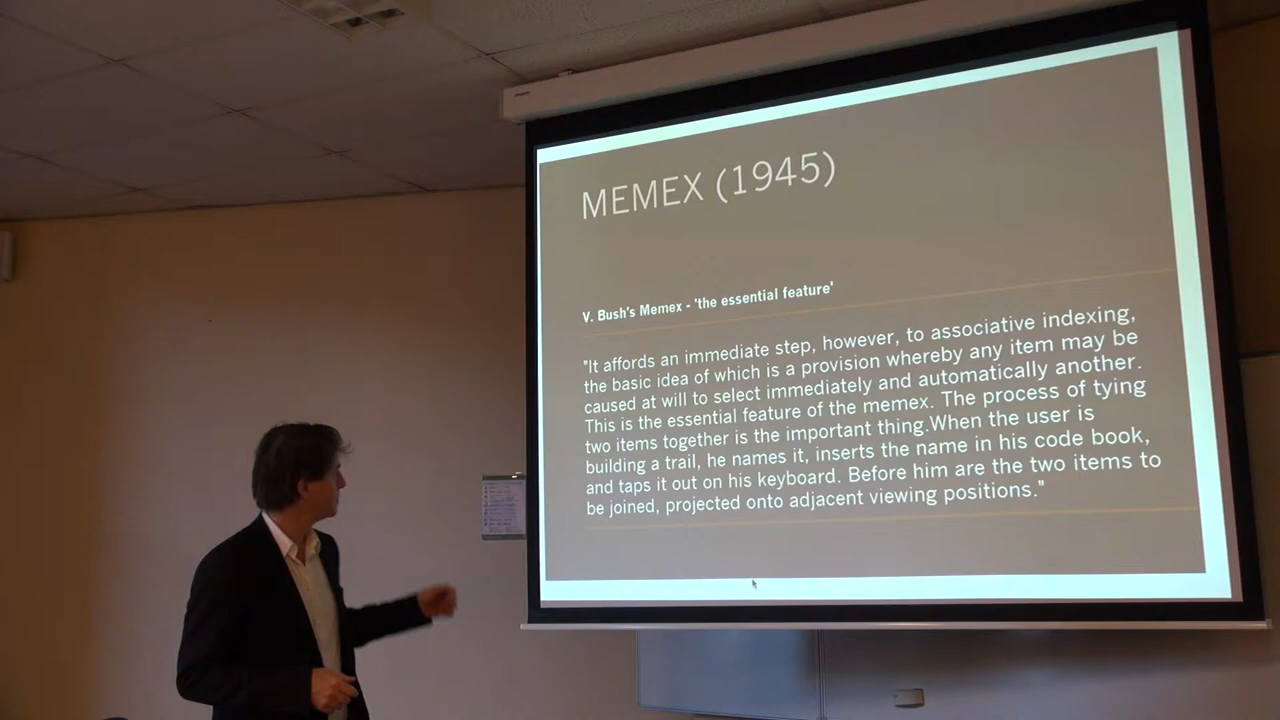 MEMEX (1945)
V. Bush's Memex - 'the essential feature'
"It affords an immediate step, however, to associative indexing,
the basic idea of which is a provision whereby any item may be
caused at will to select immediately and automatically another.
This is the essential feature of the memex. The process of tying
two items together is the important thing.When the user is
building a trail, he names it, inserts the name in his code book,
and taps it out on his keyboard. Before him are the two items to
be joined, projected onto adjacent viewing positions."